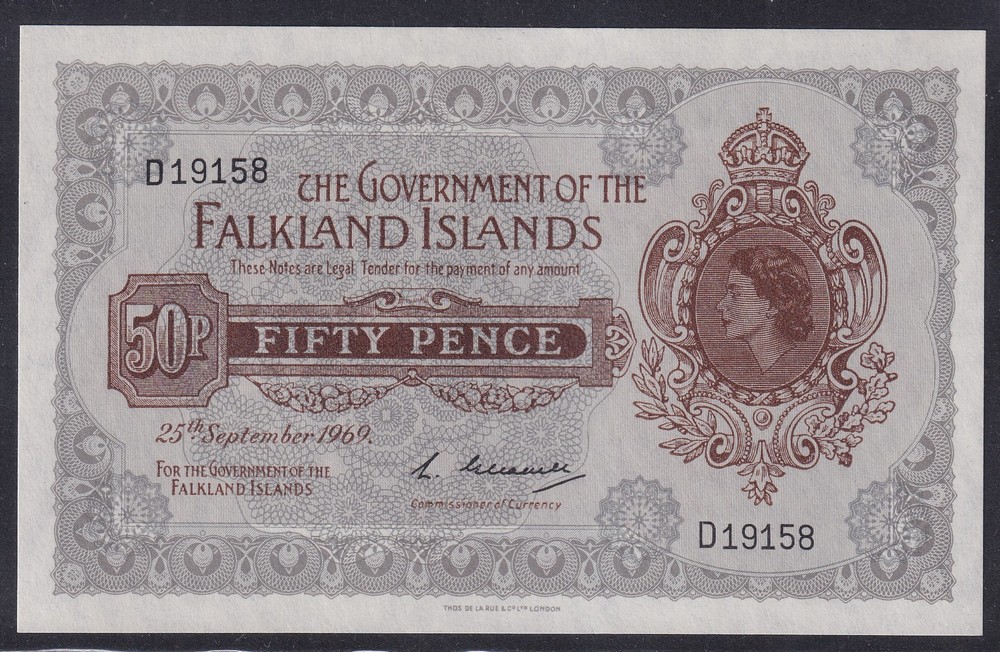 D19158
THE GOVERNMENT OF THE
FALKLAND ISLANDS
These Notes are Legal Tender for the payment of any amount
50P
FIFTY PENCE
25th September 1969.
FOR THE GOVERNMENT OF THE
FALKLAND ISLANDS
Commissioner of Currency
D19158
THOS DE LA RUE & CO LTD LONDON